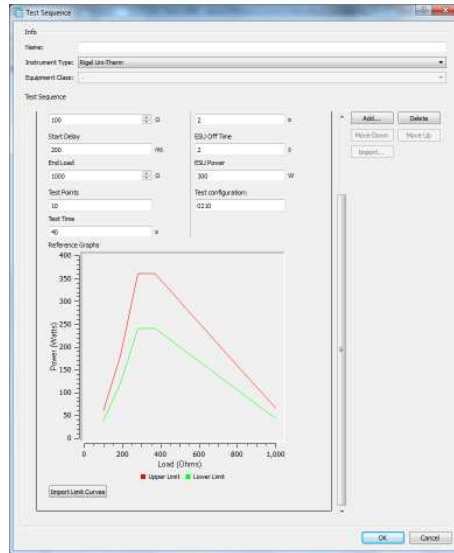 Test Sequence
Info
Name:
Instrument Type: Rigel Uni-Therm
Equipment Class: -
Test Sequence
100 Ω 2 s
Add... Delete
Start Delay ESU Off Time
Move Down Move Up
200 ms 2 s
Import...
End Load ESU Power
1000 Ω 300 W
Test Points Test configuration:
10 0210
Test Time
40 s
Reference Graphs
400
350
300
250
200
150
100
50
0
Power (Watts)
0 200 400 600 800 1,000
Load (Ohms)
Upper Limit Lower Limit
Import Limit Curves
OK Cancel